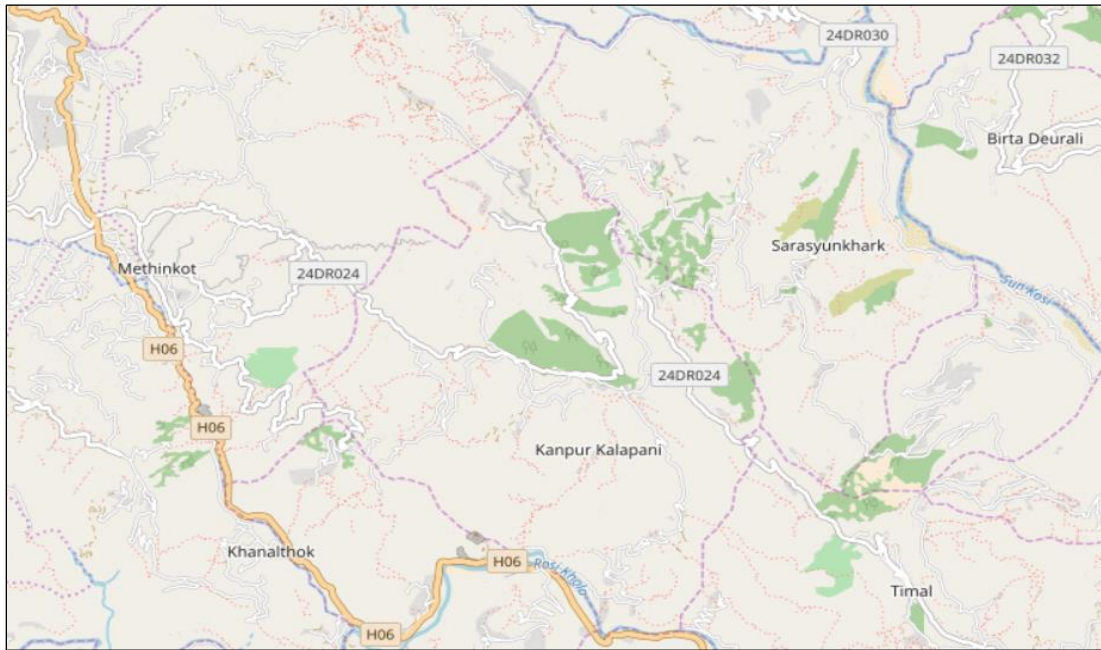 24DR030
24DR032
Birta Deurali
Sarasyunkhark
Methinkot
24DR024
Sun Kosi
H06
24DR024
H06
Kanpur Kalapani
Khanalthok
H06
Rosi Khola
Timal
H06